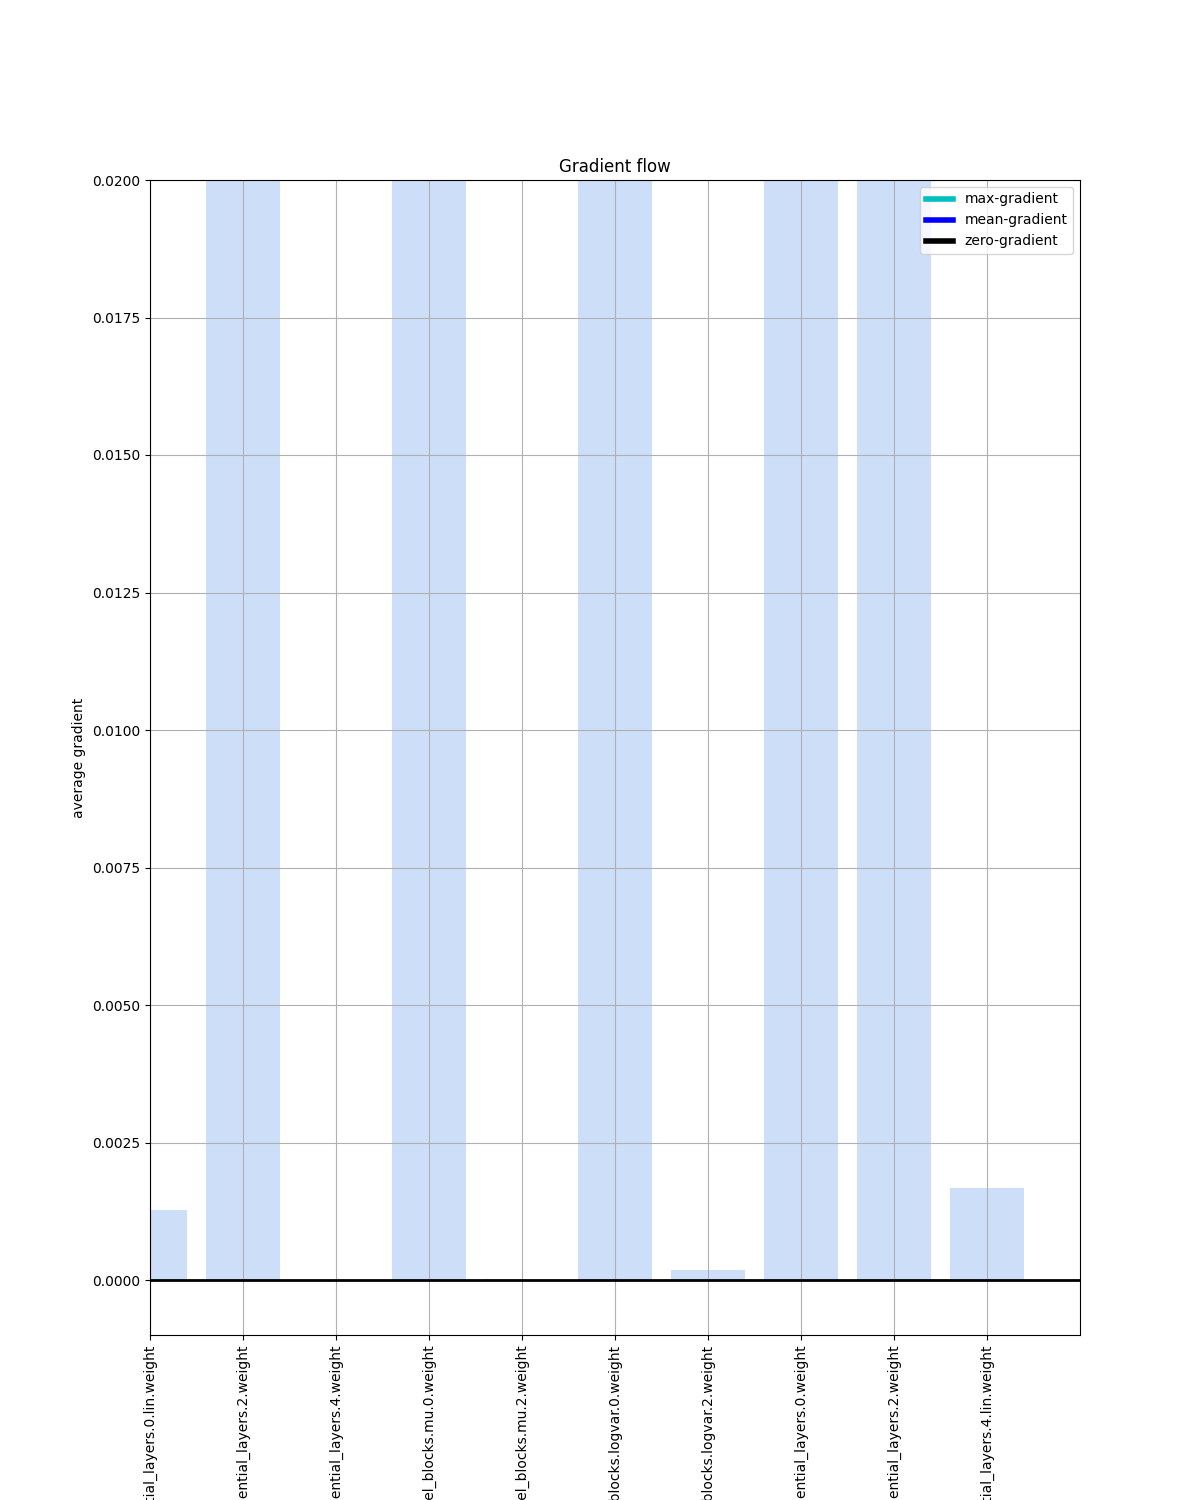 Gradient flow
max-gradient
mean-gradient
zero-gradient
0.0200
0.0175
0.0150
0.0125
0.0100
0.0075
0.0050
0.0025
0.0000
average gradient
tial_layers.0.lin.weight
ential_layers.2.weight
ential_layers.4.weight
el_blocks.mu.0.weight
el_blocks.mu.2.weight
blocks.logvar.0.weight
blocks.logvar.2.weight
ential_layers.0.weight
ential_layers.2.weight
tial_layers.4.lin.weight